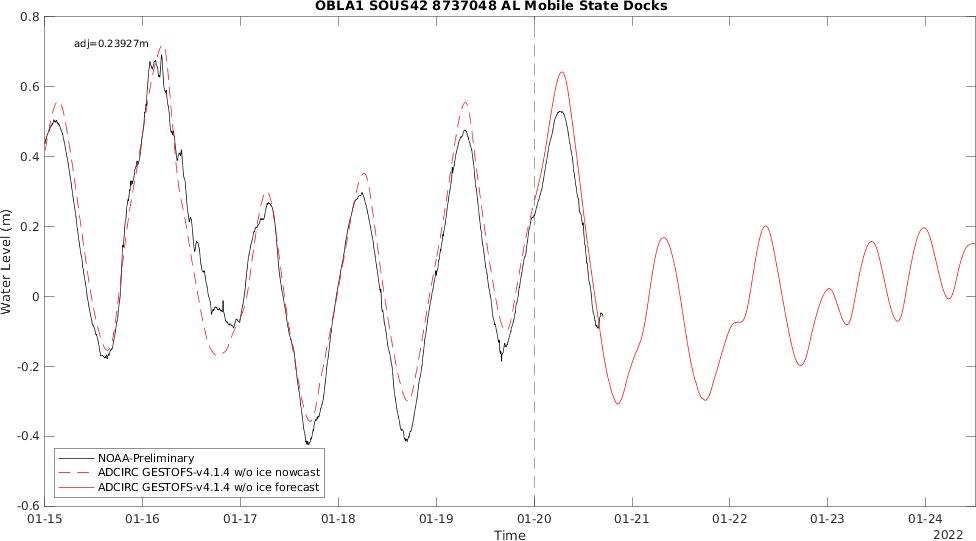 OBLA1 SOUS42 8737048 AL Mobile State Docks
0.8
adj=0.23927m
0.6
0.4
0.2
0
-0.2
-0.4
-0.6
Water Level (m)
NOAA-Preliminary
ADCIRC GESTOFS-v4.1.4 w/o ice nowcast
ADCIRC GESTOFS-v4.1.4 w/o ice forecast
01-15 01-16 01-17 01-18 01-19 01-20 01-21 01-22 01-23 01-24
Time
2022